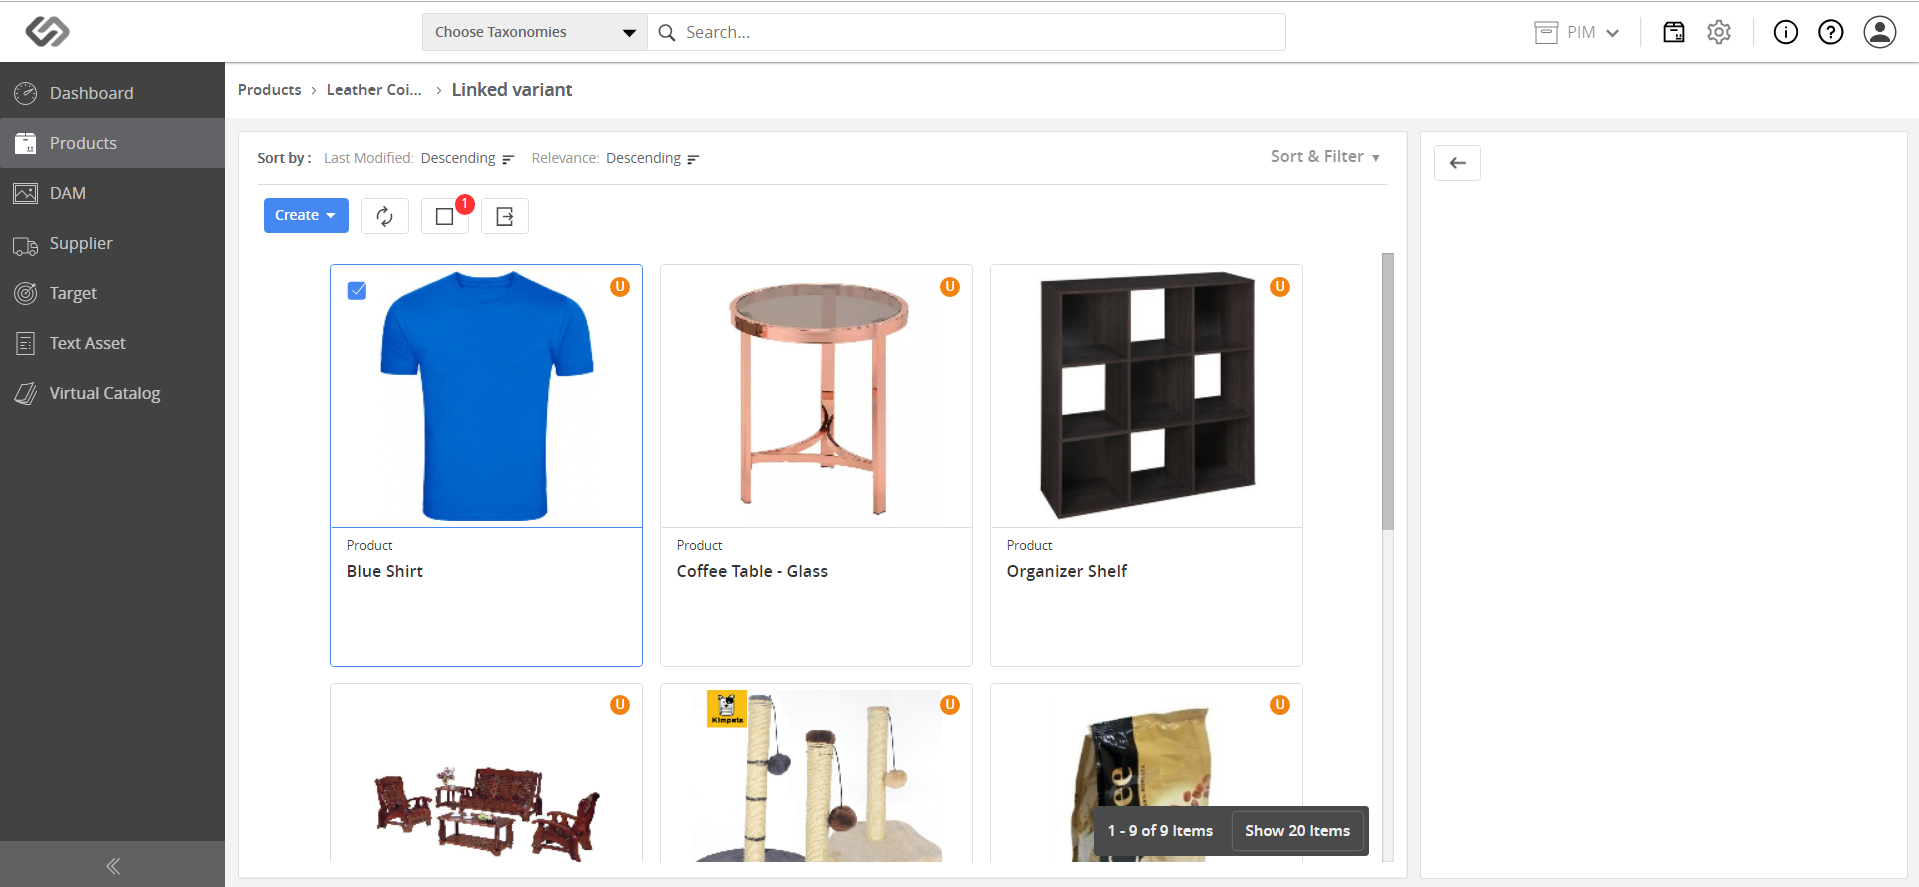 Choose Taxonomies
Search...
PIM
Dashboard
Products
DAM
Supplier
Target
Text Asset
Virtual Catalog
Products > Leather Coi... > Linked variant
Sort by : Last Modified: Descending Relevance: Descending
Sort & Filter
Create
1
U
U
U
Product
Blue Shirt
Product
Coffee Table - Glass
Product
Organizer Shelf
U
U
U
Kimpets
ee
1 - 9 of 9 Items
Show 20 Items